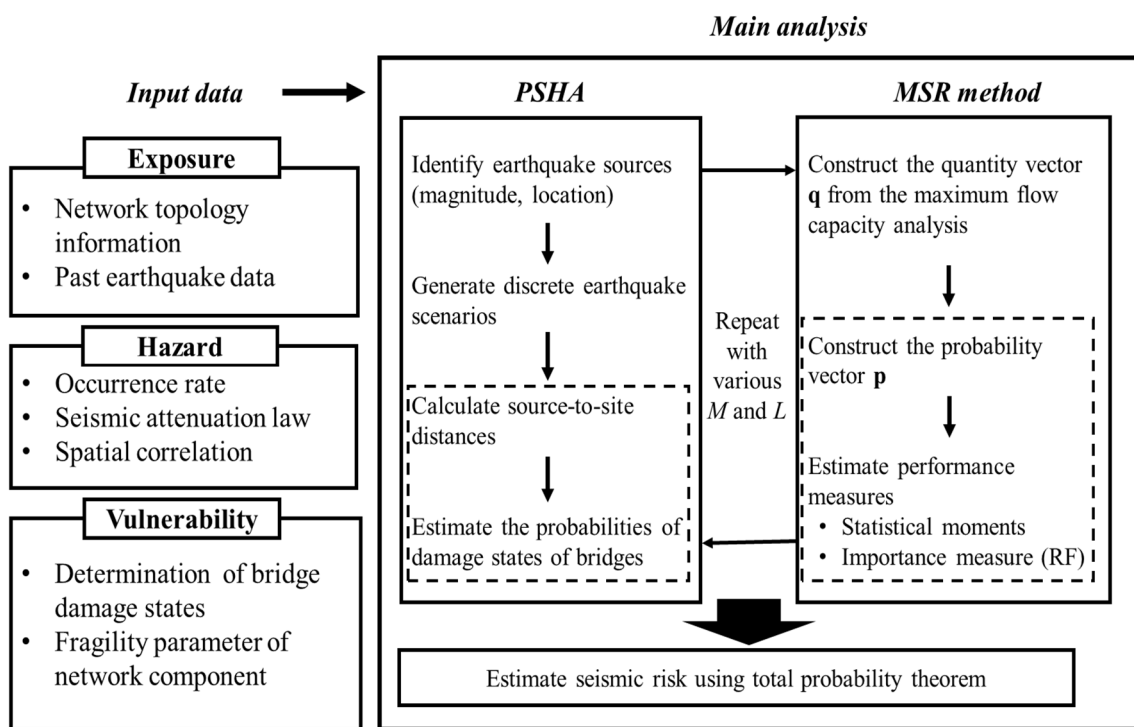 Main analysis
Input data
Exposure
• Network topology
information
• Past earthquake data
Hazard
• Occurrence rate
• Seismic attenuation law
• Spatial correlation
Vulnerability
• Determination of bridge
damage states
• Fragility parameter of
network component
PSHA
Identify earthquake sources
(magnitude, location)
Generate discrete earthquake
scenarios
Calculate source-to-site
distances
Estimate the probabilities of
damage states of bridges
Repeat
with
various
M and L
MSR method
Construct the quantity vector
q from the maximum flow
capacity analysis
Construct the probability
vector p
Estimate performance
measures
• Statistical moments
• Importance measure (RF)
Estimate seismic risk using total probability theorem